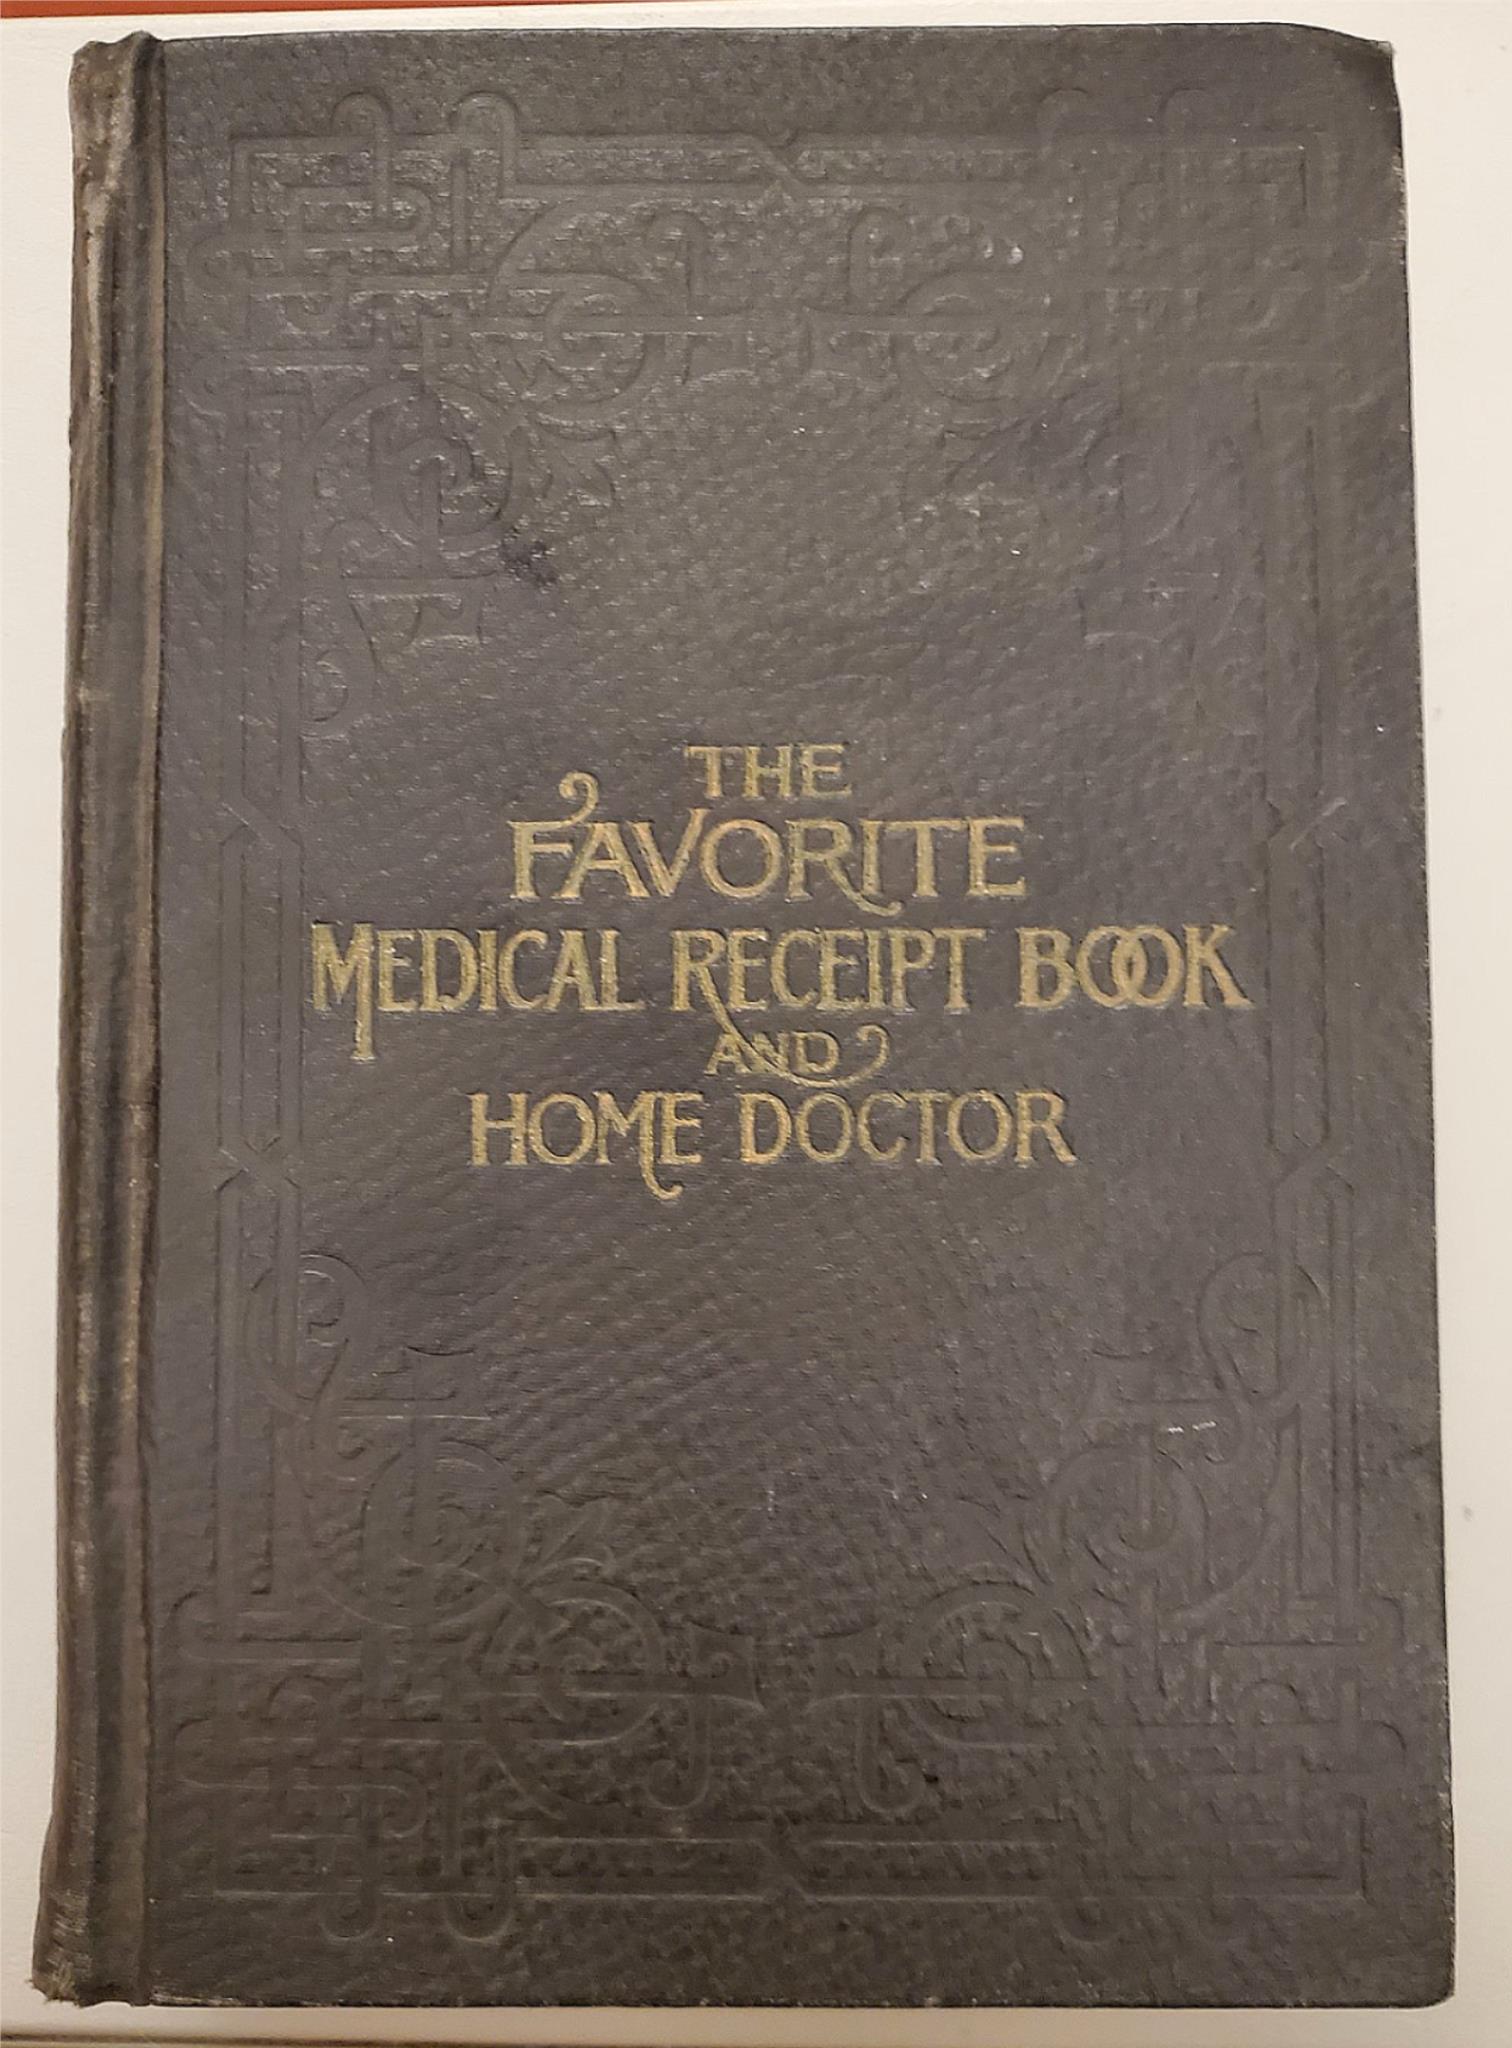 THE
FAVORITE
MEDICAL RECEIPT BOOK
AND
HOME DOCTOR